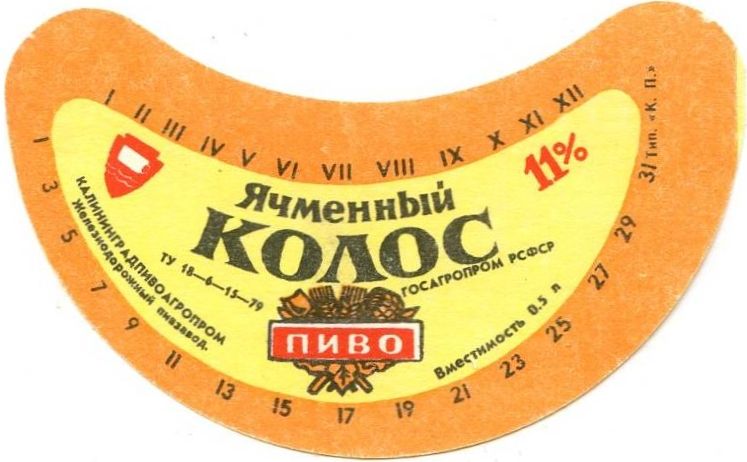 I II III IV V VI VII VIII IX X XI XII
11%
Ячменный
КОЛОС
КАЛИНИНГРАДПИВОАГРОПРОМ
Железнодорожный пивзавод.
ТУ 18—6—15—79
ГОСАГРОПРОМ РСФСР
ПИВО
Вместимость 0.5 л
1 3 5 7 9 11 13 15 17 19 21 23 25 27 29 31
Тип. «К. П.»